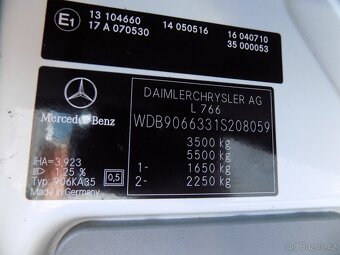 E1 13 104660 14 050516 16 040710
17 A 070530 35 000053
DAIMLERCHRYSLER AG
L 766
WDB9066331S208059
3500 kg
5500 kg
1- 1650 kg
2- 2250 kg
Mercedes-Benz
IHA=3,923
1,25 % 0,5
Typ: 906KA35
Made in Germany